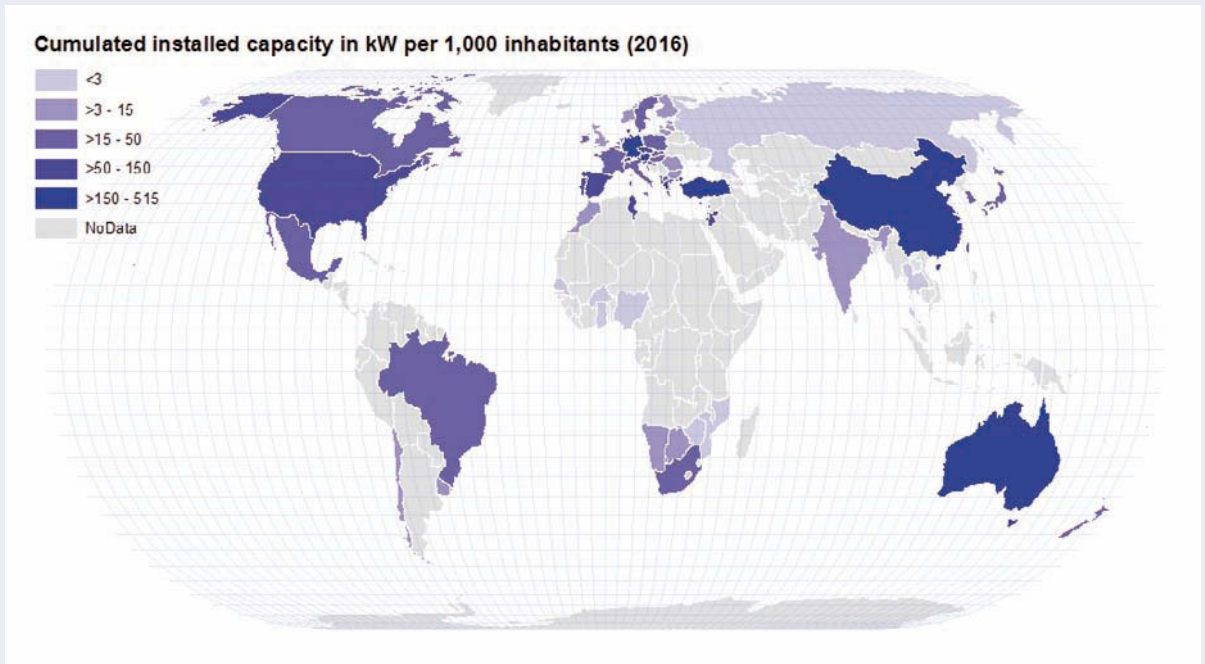 Cumulated installed capacity in kW per 1,000 inhabitants (2016)
<3
>3 - 15
>15 - 50
>50 - 150
>150 - 515
NoData